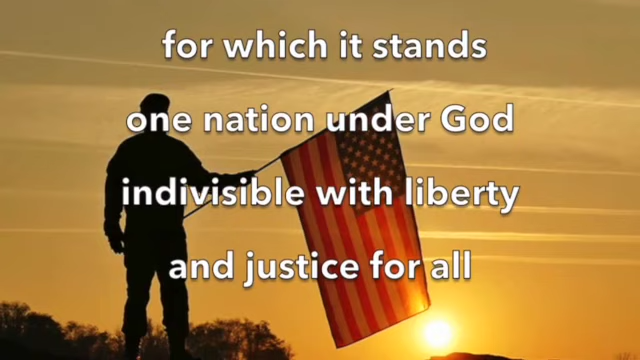 for which it stands
one nation under God
indivisible with liberty
and justice for all